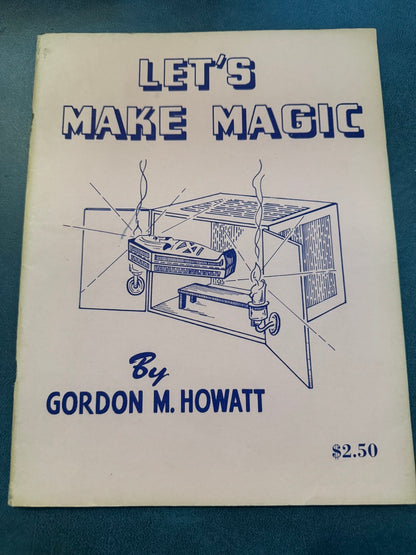 LET'S
MAKE MAGIC
By
GORDON M. HOWATT
$2.50